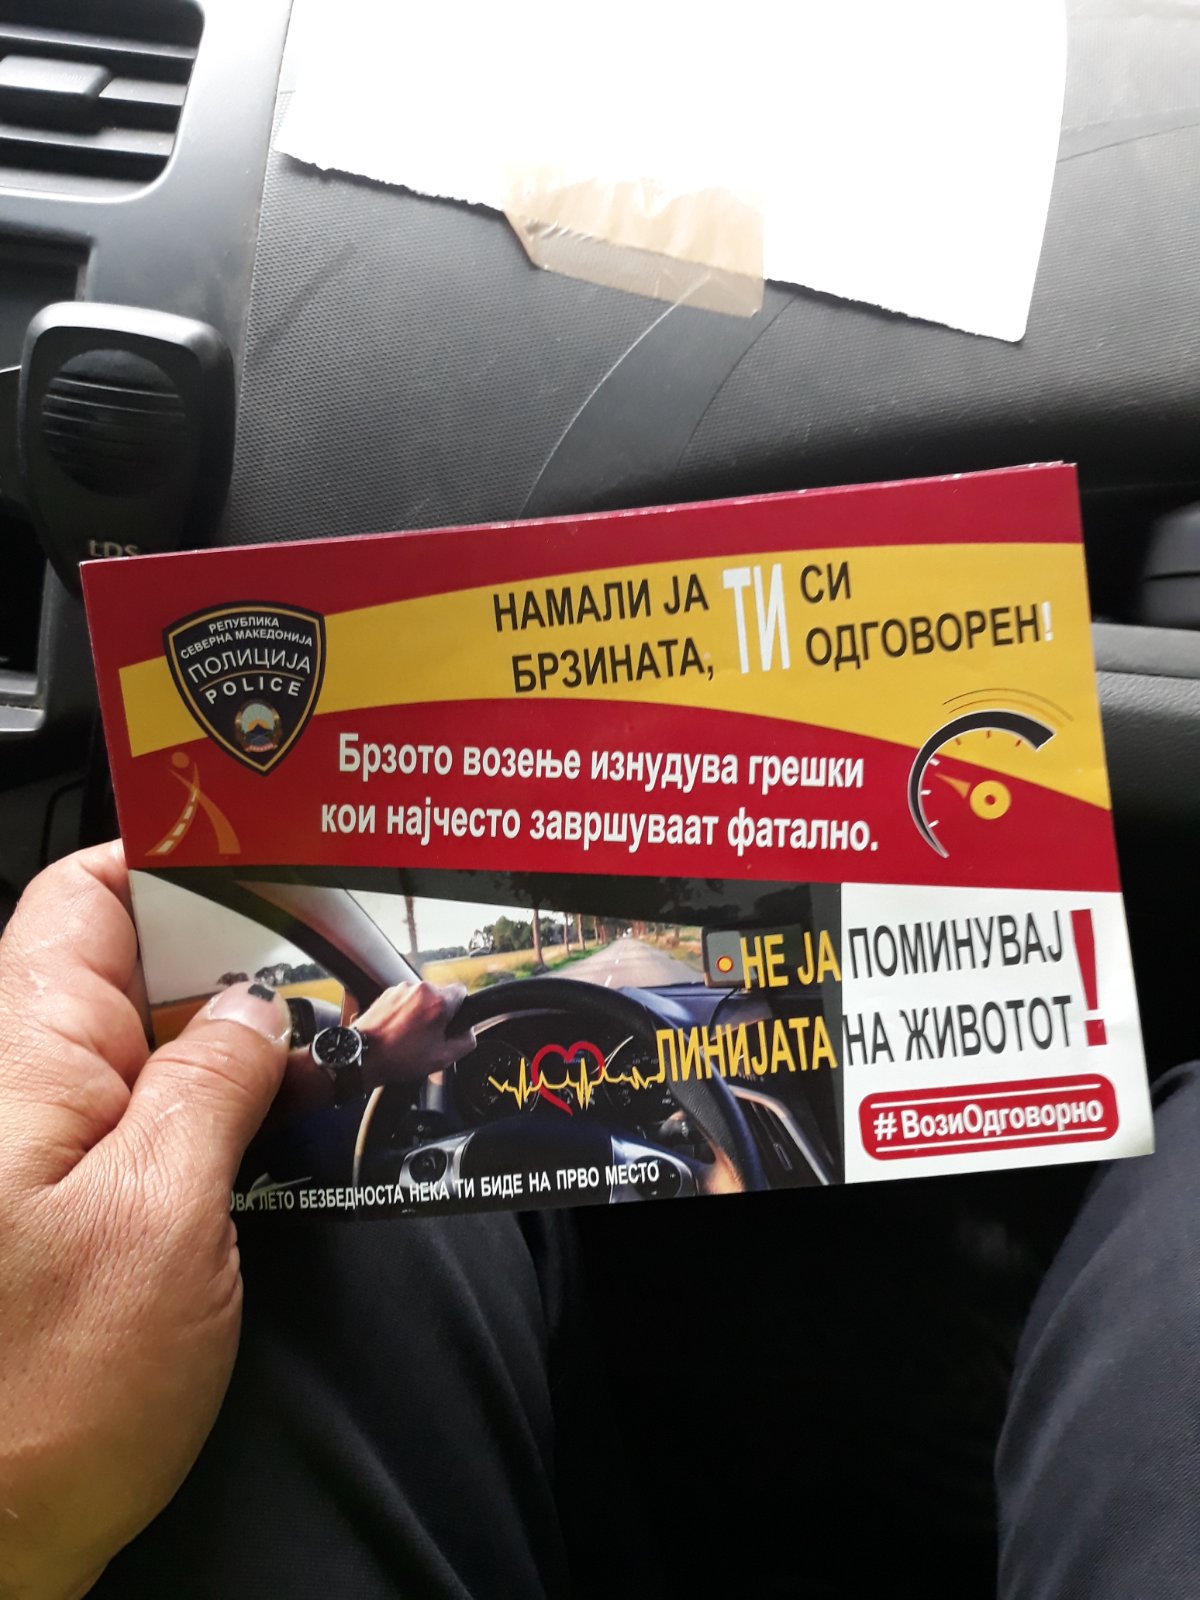 tDS
НАМАЛИ ЈА ТИ СИ
БРЗИНАТА, ОДГОВОРЕН!
РЕПУБЛИКА
СЕВЕРНА МАКЕДОНИЈА
ПОЛИЦИЈА
POLICE
Брзото возење изнудува грешки
кои најчесто завршуваат фатално.
НЕ ЈА ПОМИНУВАЈ
ЛИНИЈАТА НА ЖИВОТОТ!
#ВозиОдговорно
ОВА ЛЕТО БЕЗБЕДНОСТА НЕКА ТИ БИДЕ НА ПРВО МЕСТО